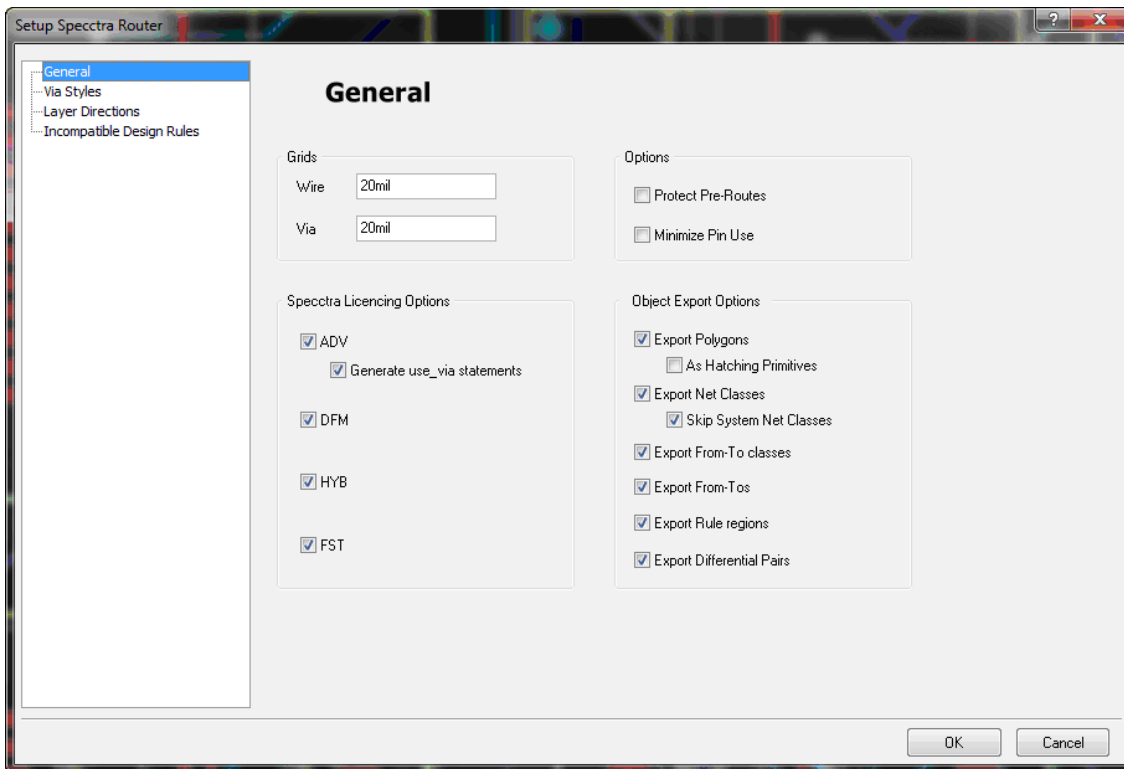 Setup Specctra Router
?
General
Via Styles
Layer Directions
Incompatible Design Rules
General
Grids
Wire 20mil
Via 20mil
Options
Protect Pre-Routes
Minimize Pin Use
Specctra Licencing Options
ADV
Generate use_via statements
DFM
HYB
FST
Object Export Options
Export Polygons
As Hatching Primitives
Export Net Classes
Skip System Net Classes
Export From-To classes
Export From-Tos
Export Rule regions
Export Differential Pairs
OK Cancel